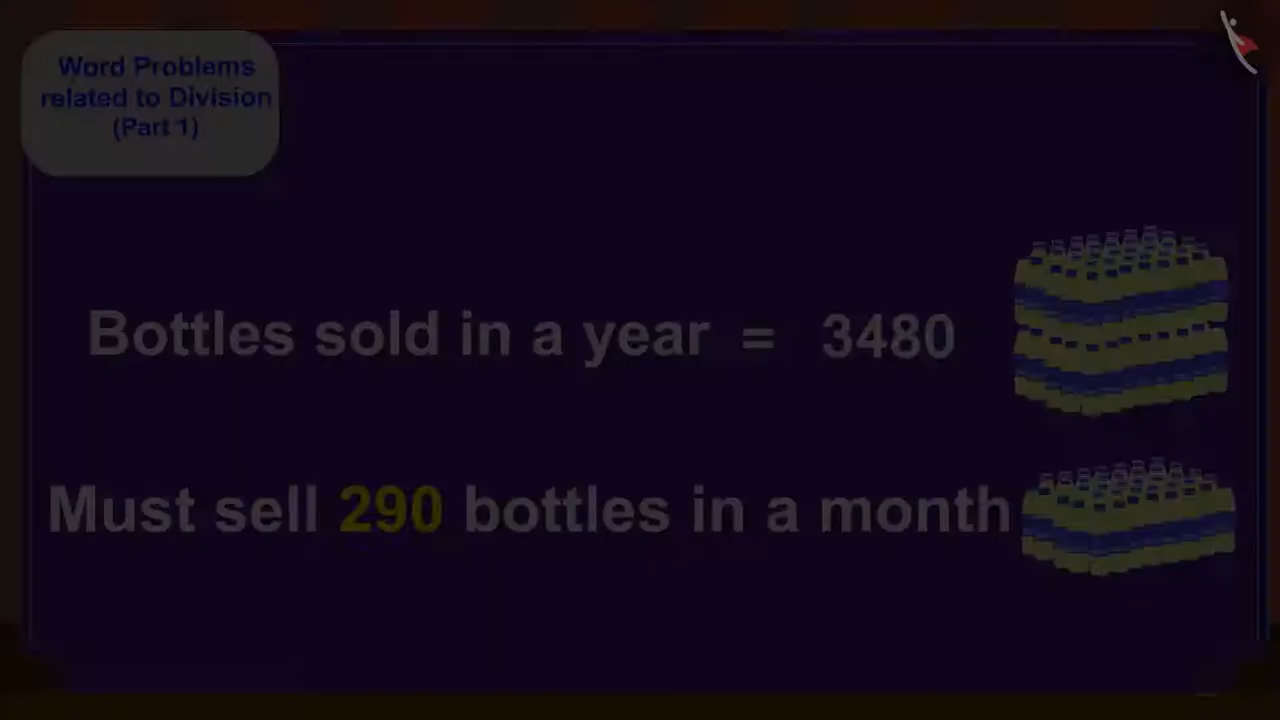 Word Problems
related to Division
(Part 1)
Bottles sold in a year = 3480
Must sell 290 bottles in a month